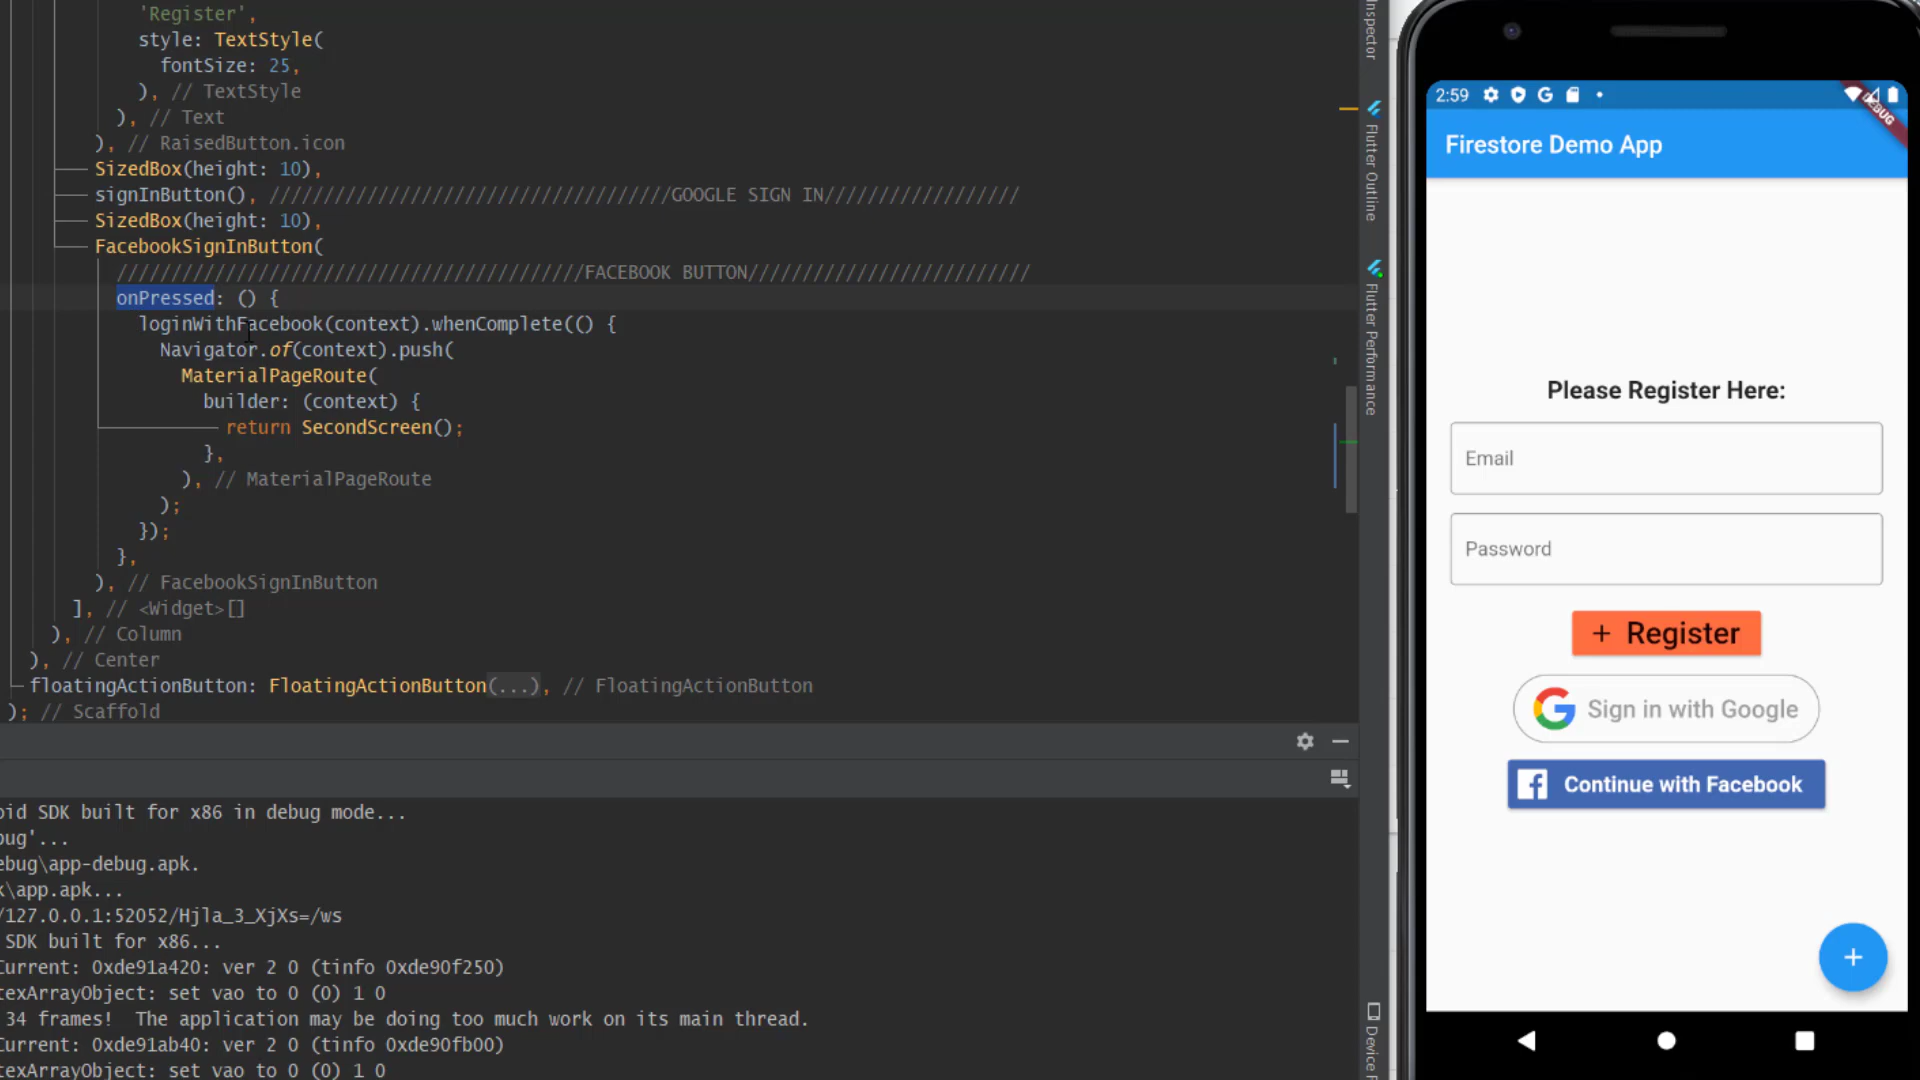 'Register',
style: TextStyle(
fontSize: 25,
), // TextStyle
), // Text
), // RaisedButton.icon
SizedBox(height: 10),
signInButton(), /////////////////////////////////////GOOGLE SIGN IN//////////////////
SizedBox(height: 10),
FacebookSignInButton(
///////////////////////////////////////////FACEBOOK BUTTON//////////////////////////
onPressed: () {
loginWithFacebook(context).whenComplete(() {
Navigator.of(context).push(
MaterialPageRoute(
builder: (context) {
return SecondScreen();
},
), // MaterialPageRoute
);
});
},
), // FacebookSignInButton
], // <Widget>[]
), // Column
), // Center
floatingActionButton: FloatingActionButton(...), // FloatingActionButton
); // Scaffold
oid SDK built for x86 in debug mode...
bug'...
ebug\app-debug.apk.
k\app.apk...
/127.0.0.1:52052/Hjla_3_XjXs=/ws
SDK built for x86...
Current: 0xde91a420: ver 2 0 (tinfo 0xde90f250)
texArrayObject: set vao to 0 (0) 1 0
34 frames!  The application may be doing too much work on its main thread.
Current: 0xde91ab40: ver 2 0 (tinfo 0xde90fb00)
texArrayObject: set vao to 0 (0) 1 0
Inspector
Flutter Outline
Flutter Performance
Device F
2:59
DEBUG
Firestore Demo App
Please Register Here:
Email
Password
+ Register
Sign in with Google
Continue with Facebook
+